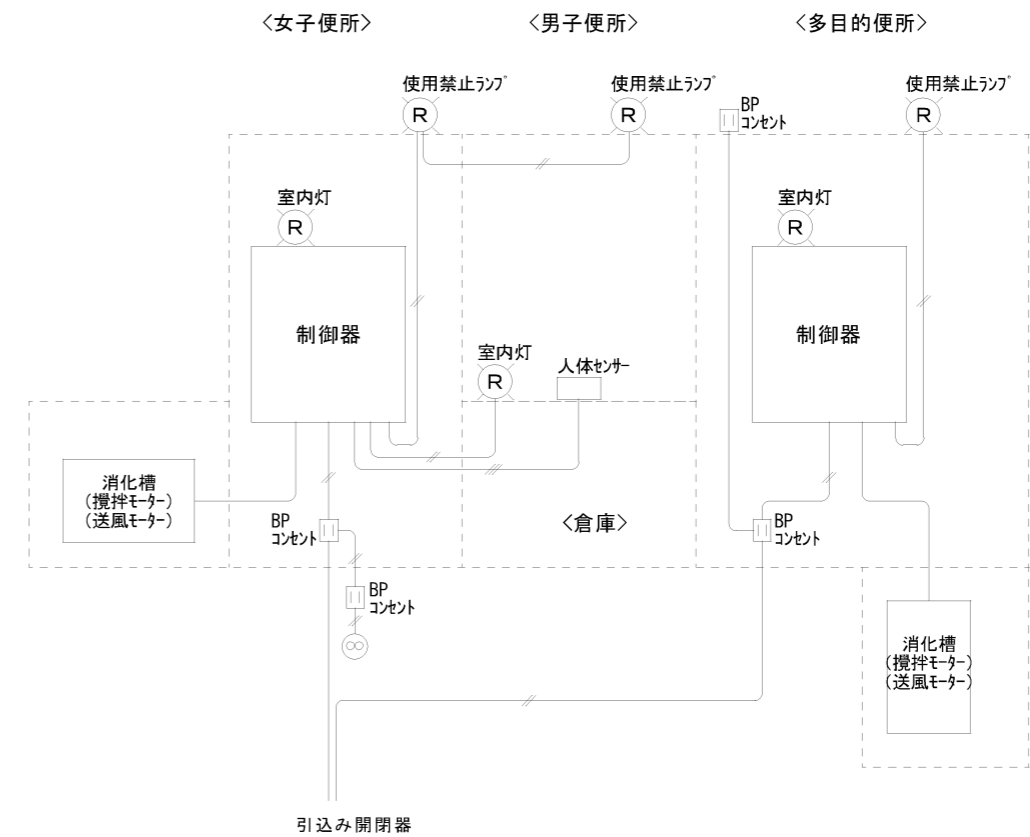 〈女子便所〉
〈男子便所〉
〈多目的便所〉
使用禁止ﾗﾝﾌﾟ
R
使用禁止ﾗﾝﾌﾟ
R
BP
ｺﾝｾﾝﾄ
使用禁止ﾗﾝﾌﾟ
R
室内灯
R
室内灯
R
制御器
制御器
室内灯
R
人体ｾﾝｻｰ
消化槽
(攪拌ﾓｰﾀｰ)
(送風ﾓｰﾀｰ)
BP
ｺﾝｾﾝﾄ
〈倉庫〉
BP
ｺﾝｾﾝﾄ
BP
ｺﾝｾﾝﾄ
消化槽
(攪拌ﾓｰﾀｰ)
(送風ﾓｰﾀｰ)
引込み開閉器